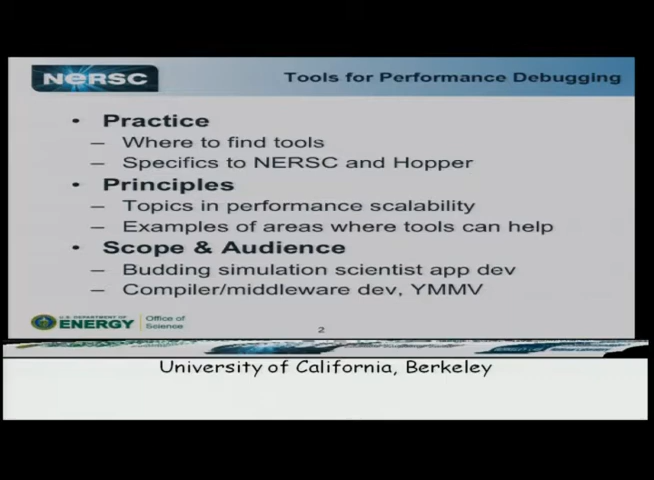 NERSC
Tools for Performance Debugging
• Practice
– Where to find tools
– Specifics to NERSC and Hopper
• Principles
– Topics in performance scalability
– Examples of areas where tools can help
• Scope & Audience
– Budding simulation scientist app dev
– Compiler/middleware dev, YMMV
U.S. DEPARTMENT OF
ENERGY
Office of
Science
2
University of California, Berkeley